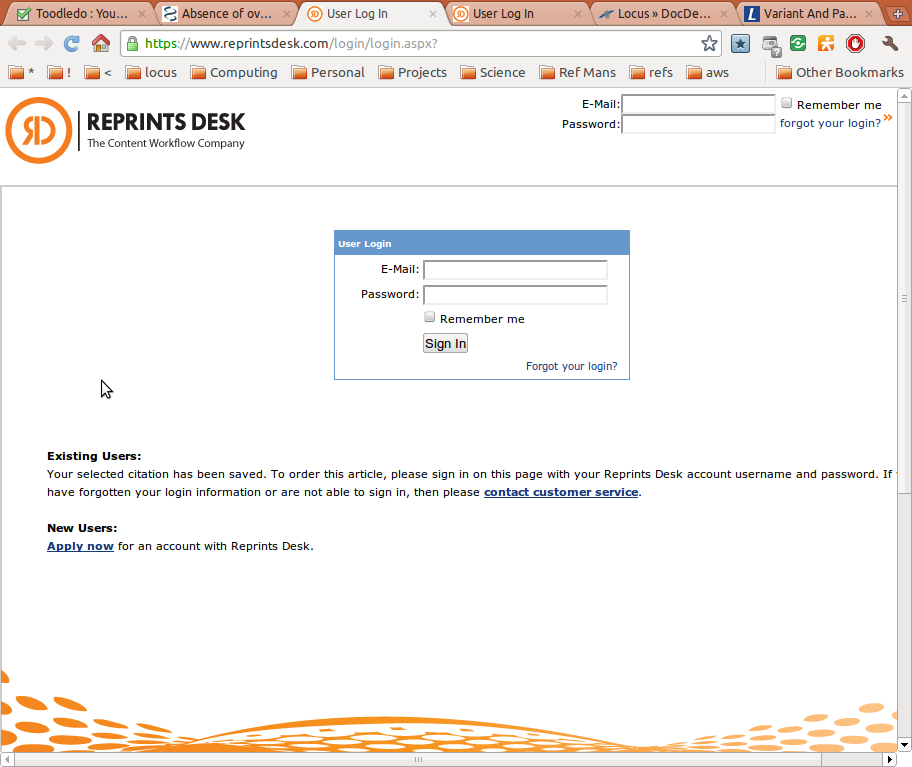 Toodledo : You...
Absence of ov...
User Log In
User Log In
Locus » DocDe...
Variant And Pa...
https://www.reprintsdesk.com/login/login.aspx?
*
!
<
locus
Computing
Personal
Projects
Science
Ref Mans
refs
aws
Other Bookmarks
RD
REPRINTS DESK
The Content Workflow Company
E-Mail:
Remember me
Password:
forgot your login? »
User Login
E-Mail:
Password:
Remember me
Sign In
Forgot your login?
Existing Users:
Your selected citation has been saved. To order this article, please sign in on this page with your Reprints Desk account username and password. If
have forgotten your login information or are not able to sign in, then please contact customer service.
New Users:
Apply now for an account with Reprints Desk.